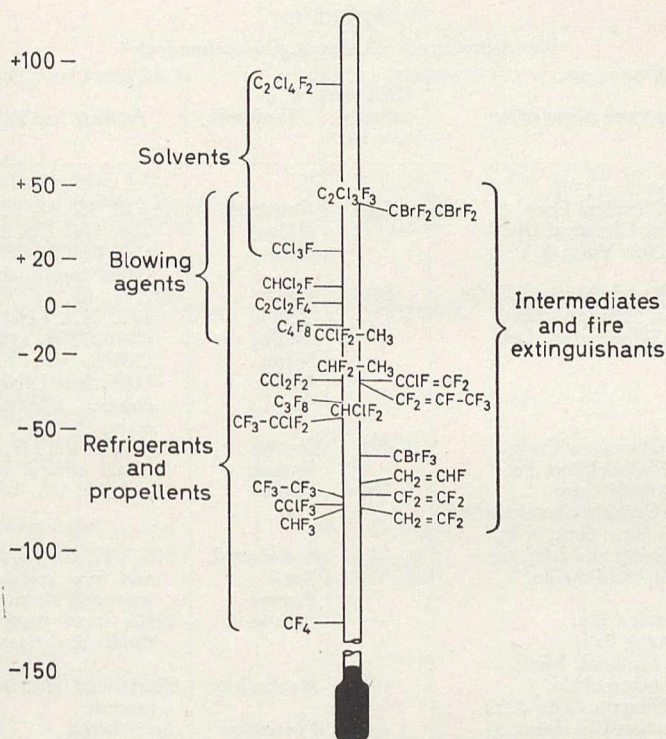 +100
C₂Cl₄F₂
Solvents
+50
C₂Cl₃F₃
CBrF₂CBrF₂
CCl₃F
+20
Blowing
agents
CHCl₂F
C₂Cl₂F₄
0
C₄F₈
CClF₂-CH₃
Intermediates
and fire
extinguishants
-20
CHF₂-CH₃
CCl₂F₂
CClF=CF₂
C₃F₈
CF₂=CF-CF₃
CHClF₂
CF₃-CClF₂
-50
Refrigerants
and
propellents
CBrF₃
CH₂=CHF
CF₃-CF₃
CF₂=CF₂
CClF₃
CH₂=CF₂
CHF₃
-100
CF₄
-150